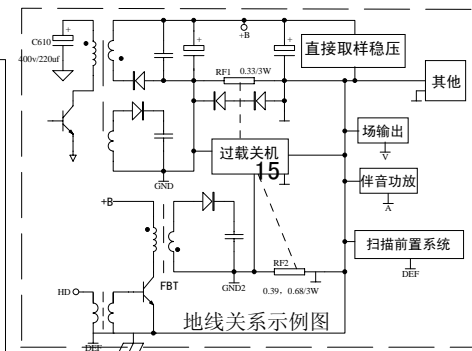 +B
C610
400v/220uf
直接取样稳压
RF1 0.33/3W
其他
场输出
V
过载关机
15
GND
伴音功放
A
+B
RF2
扫描前置系统
DEF
FBT
GND2
0.39，0.68/3W
HD
地线关系示例图
DEF